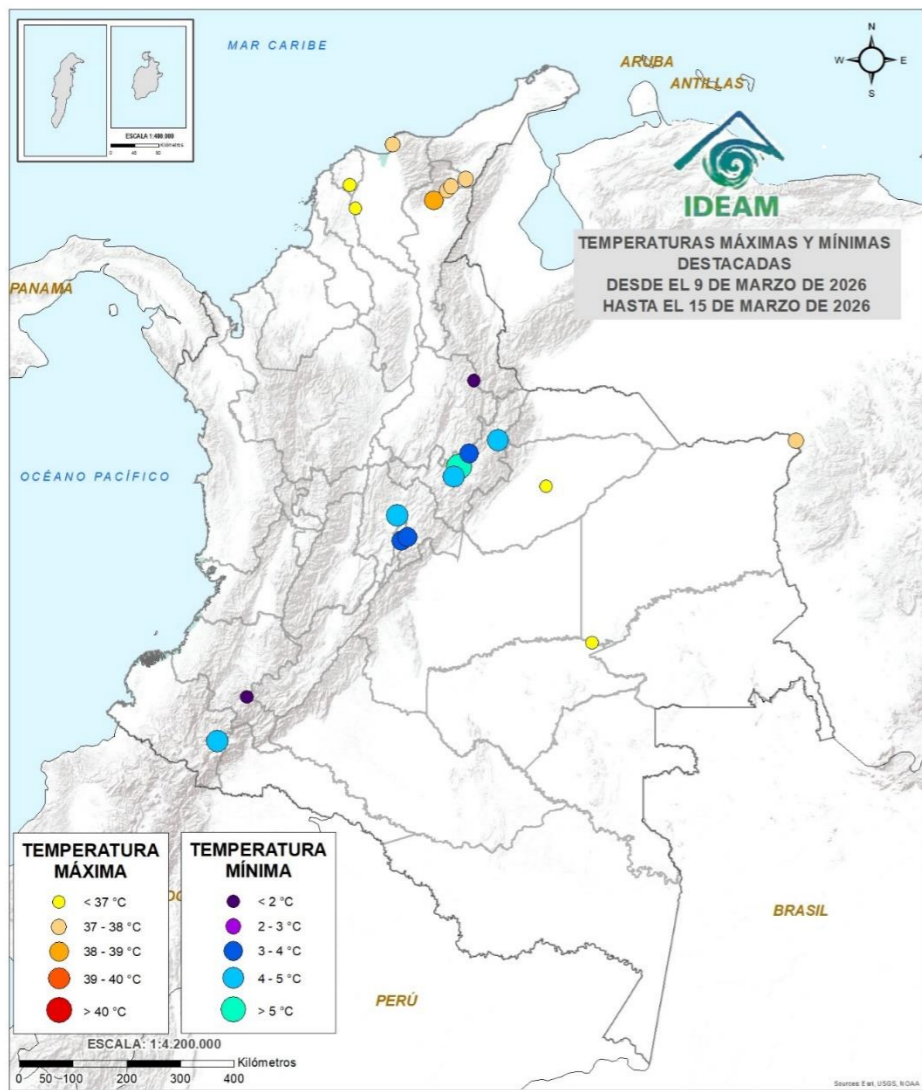 MAR CARIBE
ARUBA
ANTILLAS
N
W
E
S
ESCALA 1:400.000
Kilómetros
IDEAM
TEMPERATURAS MÁXIMAS Y MÍNIMAS
DESTACADAS
DESDE EL 9 DE MARZO DE 2026
HASTA EL 15 DE MARZO DE 2026
PANAMÁ
OCÉANO PACÍFICO
BRASIL
PERÚ
TEMPERATURA
MÁXIMA
< 37 °C
37 - 38 °C
38 - 39 °C
39 - 40 °C
> 40 °C
TEMPERATURA
MÍNIMA
< 2 °C
2 - 3 °C
3 - 4 °C
4 - 5 °C
> 5 °C
ESCALA: 1:4.200.000
Kilómetros
0 50 100 200 300 400
Sources: Esri, USGS, NOAA